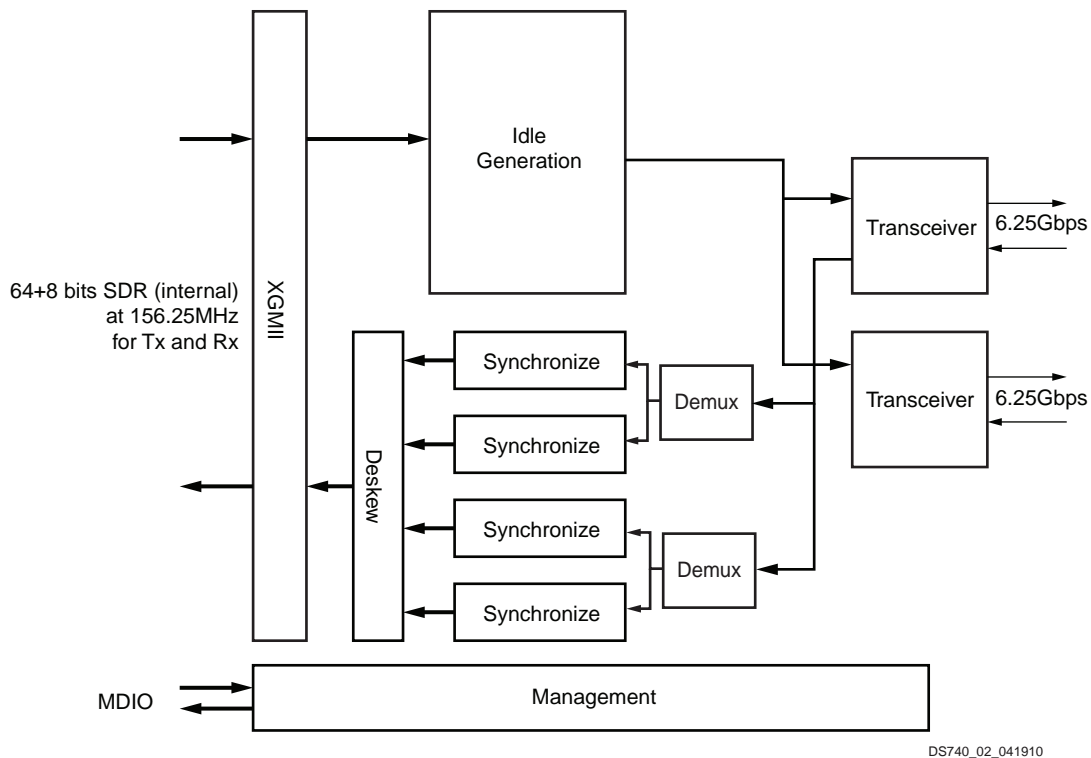 Idle
Generation
Transceiver
6.25Gbps
64+8 bits SDR (internal)
at 156.25MHz
for Tx and Rx
XGMII
Synchronize
Demux
Transceiver
6.25Gbps
Synchronize
Deskew
Synchronize
Demux
Synchronize
MDIO
Management
DS740_02_041910